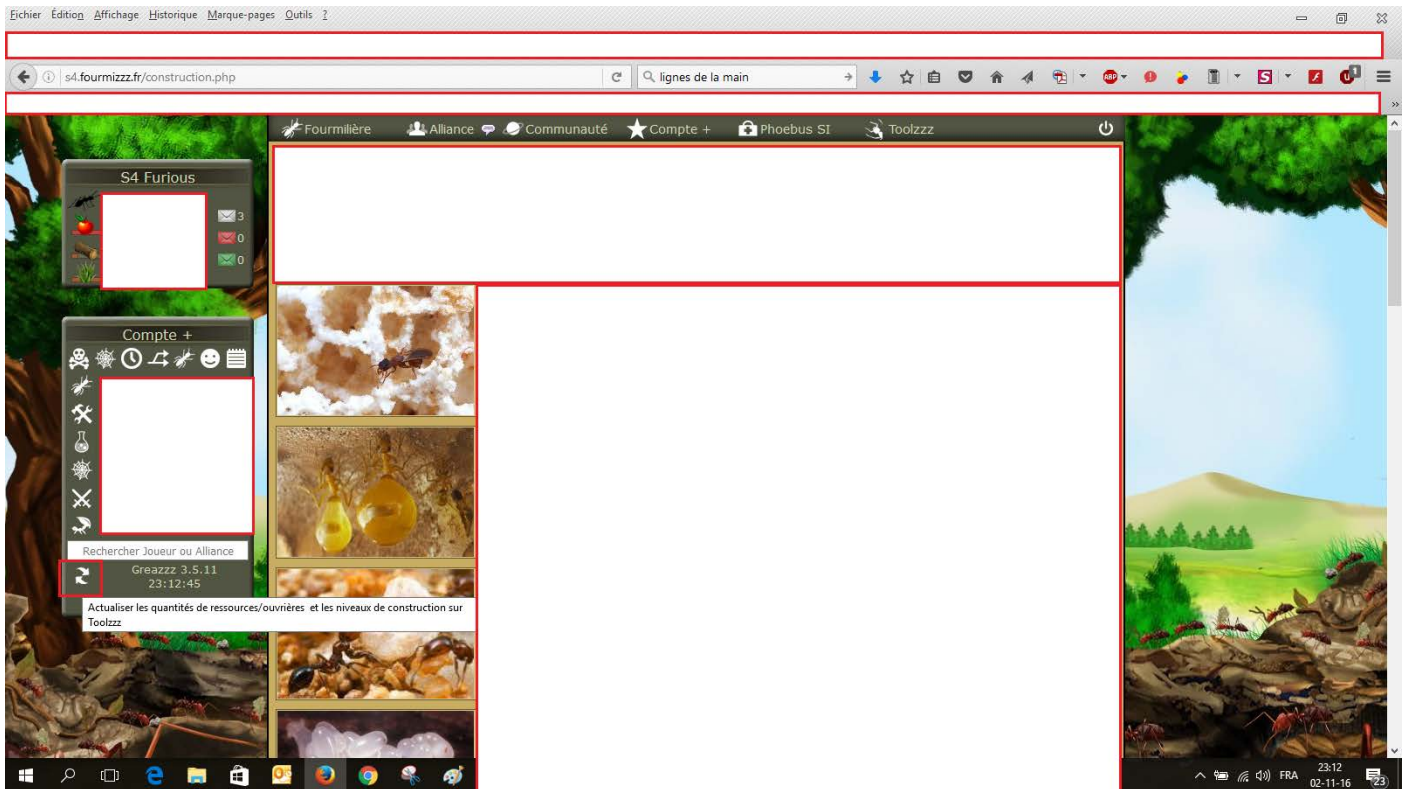 Fichier Édition Affichage Historique Marque-pages Outils ?
s4.fourmizzz.fr/construction.php
lignes de la main
ABP
S
1
Fourmilière Alliance Communauté Compte + Phoebus SI Toolzzz
S4 Furious
3
0
0
Compte +
Rechercher Joueur ou Alliance
Greazzz 3.5.11
23:12:45
Actualiser les quantités de ressources/ouvrières et les niveaux de construction sur
Toolzzz
FRA
23:12
02-11-16
23